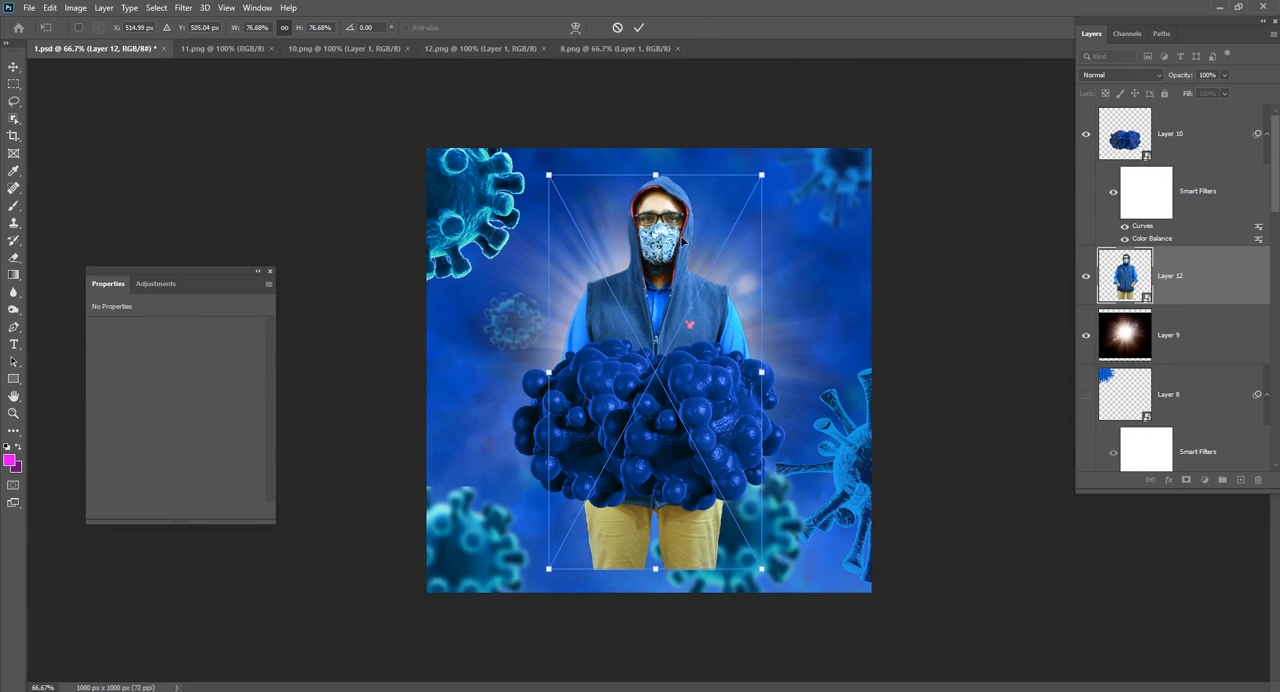 Ps File Edit Image Layer Type Select Filter 3D View Window Help
X: 514.99 px Y: 505.04 px W: 76.68% H: 76.68% 0.00 ° Anti-alias
1.psd @ 66.7% (Layer 12, RGB/8#) * × 11.png @ 100% (RGB/8) × 10.png @ 100% (Layer 1, RGB/8) × 12.png @ 100% (Layer 1, RGB/8) × 8.png @ 66.7% (Layer 1, RGB/8) ×
Layers Channels Paths
Kind
Normal Opacity: 100%
Lock: Fill: 100%
Layer 10
Smart Filters
Curves
Color Balance
Layer 12
Layer 9
Layer 8
Smart Filters
Properties Adjustments
No Properties
66.67% 1000 px x 1000 px (72 ppi)